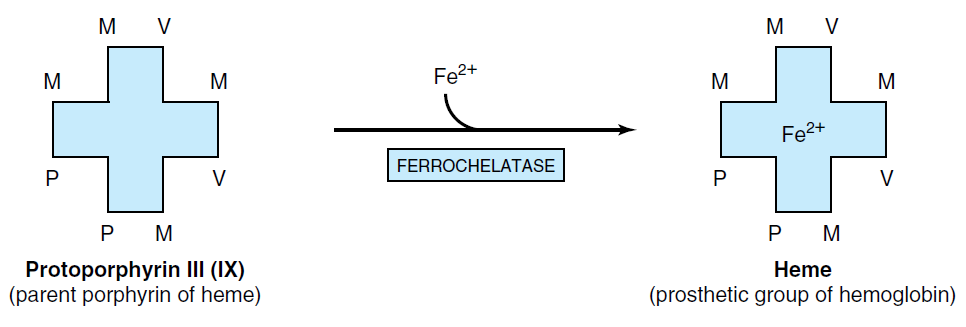 M V M V
M M Fe2+ M M
FERROCHELATASE Fe2+
P V P V
P M P M
Protoporphyrin III (IX) Heme
(parent porphyrin of heme) (prosthetic group of hemoglobin)